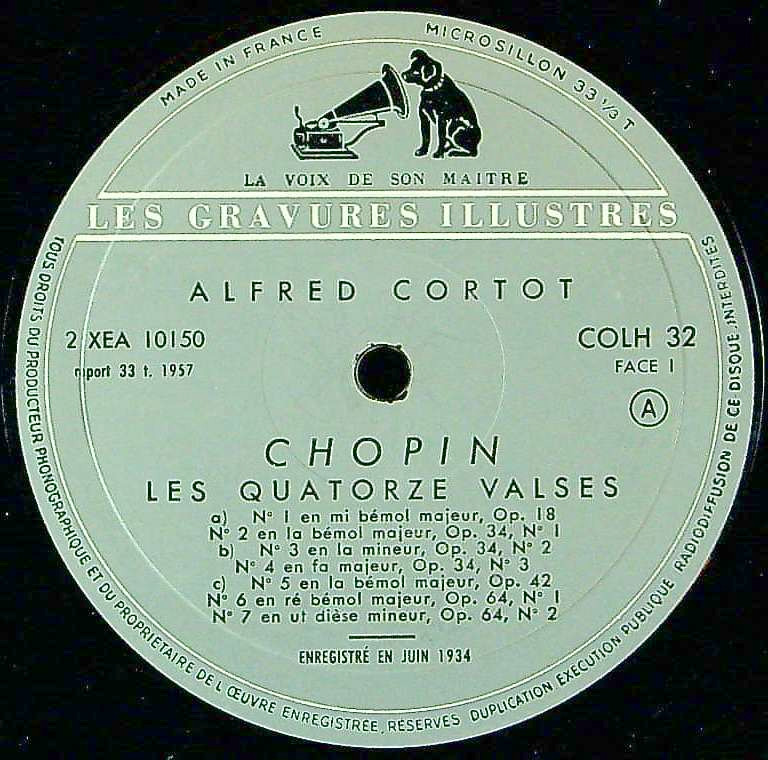 MADE IN FRANCE
MICROSILLON 33 1/3 T
LA VOIX DE SON MAITRE
LES GRAVURES ILLUSTRES
ALFRED CORTOT
2 XEA 10150
COLH 32
report 33 t. 1957
FACE 1
A
CHOPIN
LES QUATORZE VALSES
a) N° 1 en mi bémol majeur, Op. 18
N° 2 en la bémol majeur, Op. 34, N° 1
b) N° 3 en la mineur, Op. 34, N° 2
N° 4 en fa majeur, Op. 34, N° 3
c) N° 5 en la bémol majeur, Op. 42
N° 6 en ré bémol majeur, Op. 64, N° 1
N° 7 en ut dièse mineur, Op. 64, N° 2
ENREGISTRÉ EN JUIN 1934
TOUS DROITS DU PRODUCTEUR PHONOGRAPHIQUE ET DU PROPRIETAIRE DE L'ŒUVRE ENREGISTRÉE, RÉSERVES DUPLICATION EXECUTION PUBLIQUE RADIODIFFUSION DE CE DISQUE INTERDITES